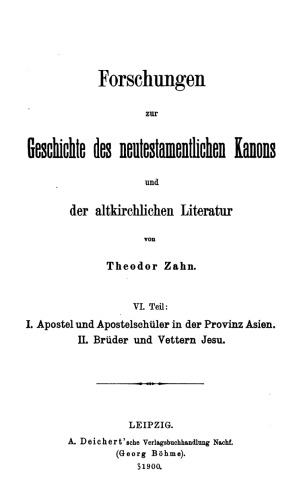 Forschungen
zur
Geschichte des neutestamentlichen Kanons
und
der altkirchlichen Literatur
von
Theodor Zahn.
VI. Teil:
I. Apostel und Apostelschüler in der Provinz Asien.
II. Brüder und Vettern Jesu.
LEIPZIG.
A. Deichert'sche Verlagsbuchhandlung Nachf.
(Georg Böhme).
§1900.